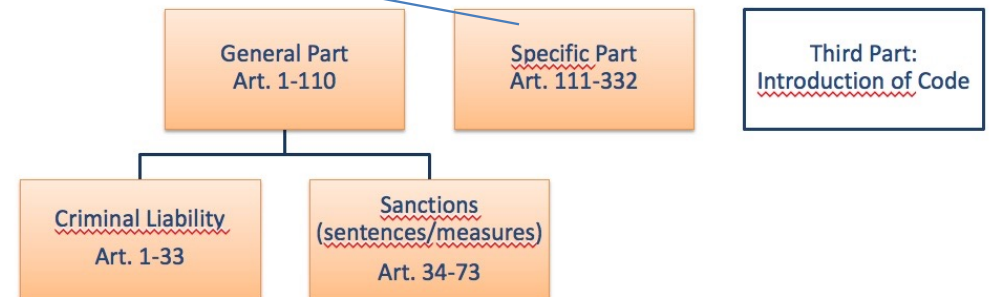 General Part
Art. 1-110
Specific Part
Art. 111-332
Third Part:
Introduction of Code
Criminal Liability
Art. 1-33
Sanctions
(sentences/measures)
Art. 34-73